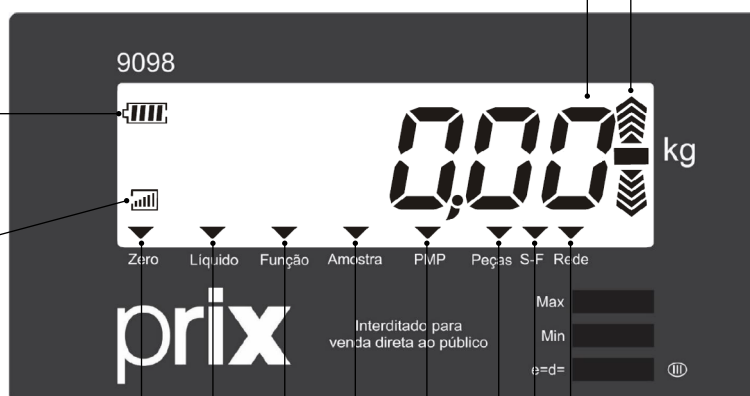 9098
0,00
kg
Zero Líquido Função Amostra PMP Peças S-F Rede
prix
Interditado para
venda direta ao público
Max
Min
e=d=
III